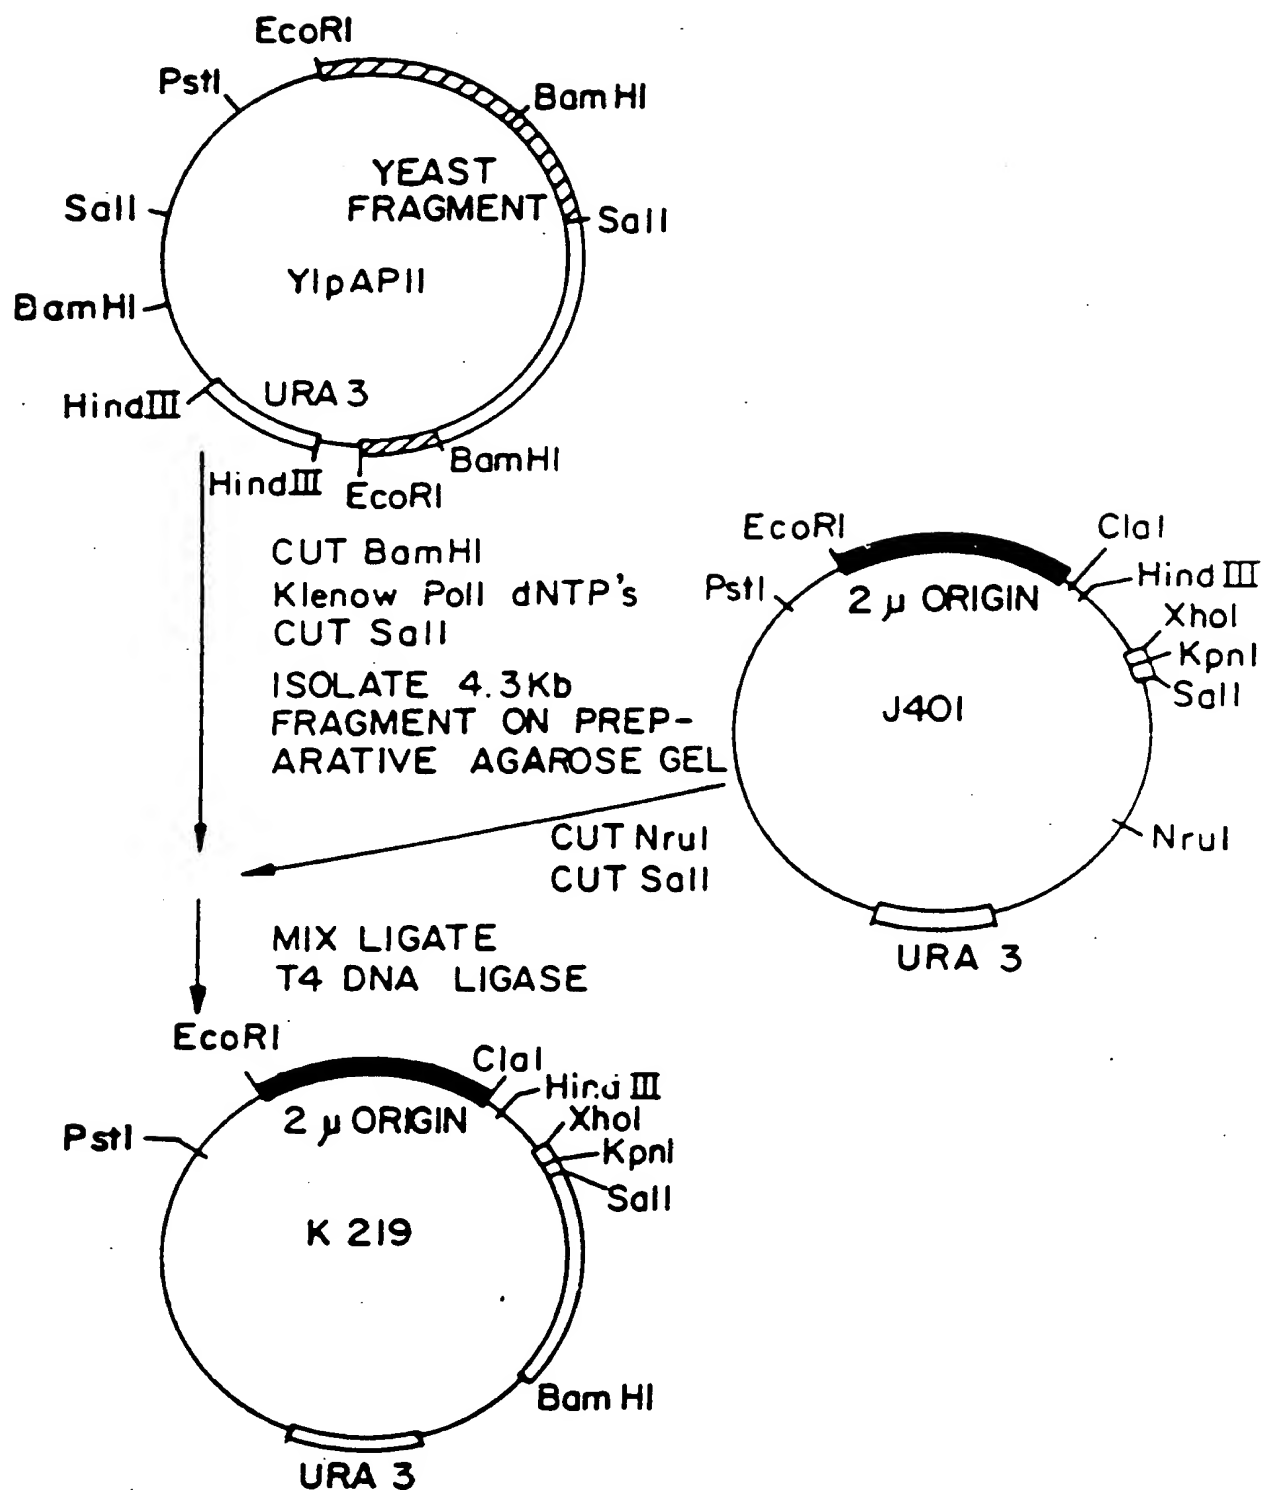 EcoRI
PstI
BamHI
YEAST
FRAGMENT
SalI
SalI
YIpAPII
BamHI
URA 3
HindIII
BamHI
HindIII
EcoRI
CUT BamHI
Klenow PolI dNTP's
CUT SalI
ISOLATE 4.3Kb
FRAGMENT ON PREP-
ARATIVE AGAROSE GEL
EcoRI
ClaI
HindIII
PstI
2 μ ORIGIN
XhoI
KpnI
SalI
J401
NruI
CUT NruI
CUT SalI
URA 3
MIX LIGATE
T4 DNA LIGASE
EcoRI
ClaI
HindIII
2 μ ORIGIN
XhoI
PstI
KpnI
SalI
K 219
BamHI
URA 3